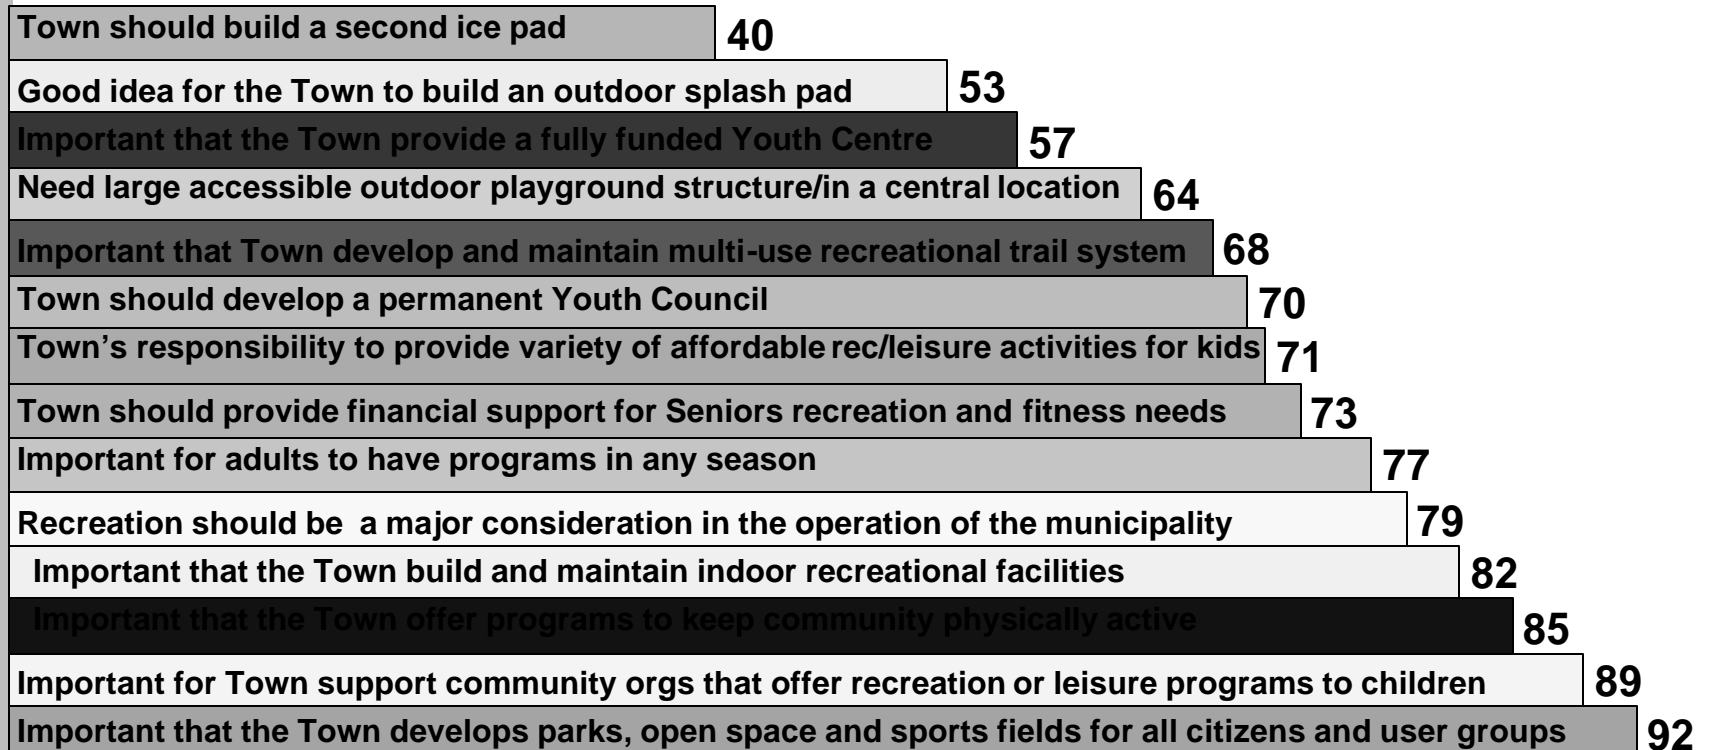 Town should build a second ice pad 40
Good idea for the Town to build an outdoor splash pad 53
Important that the Town provide a fully funded Youth Centre 57
Need large accessible outdoor playground structure/in a central location 64
Important that Town develop and maintain multi-use recreational trail system 68
Town should develop a permanent Youth Council 70
Town’s responsibility to provide variety of affordable rec/leisure activities for kids 71
Town should provide financial support for Seniors recreation and fitness needs 73
Important for adults to have programs in any season 77
Recreation should be a major consideration in the operation of the municipality 79
Important that the Town build and maintain indoor recreational facilities 82
Important that the Town offer programs to keep community physically active 85
Important for Town support community orgs that offer recreation or leisure programs to children 89
Important that the Town develops parks, open space and sports fields for all citizens and user groups 92